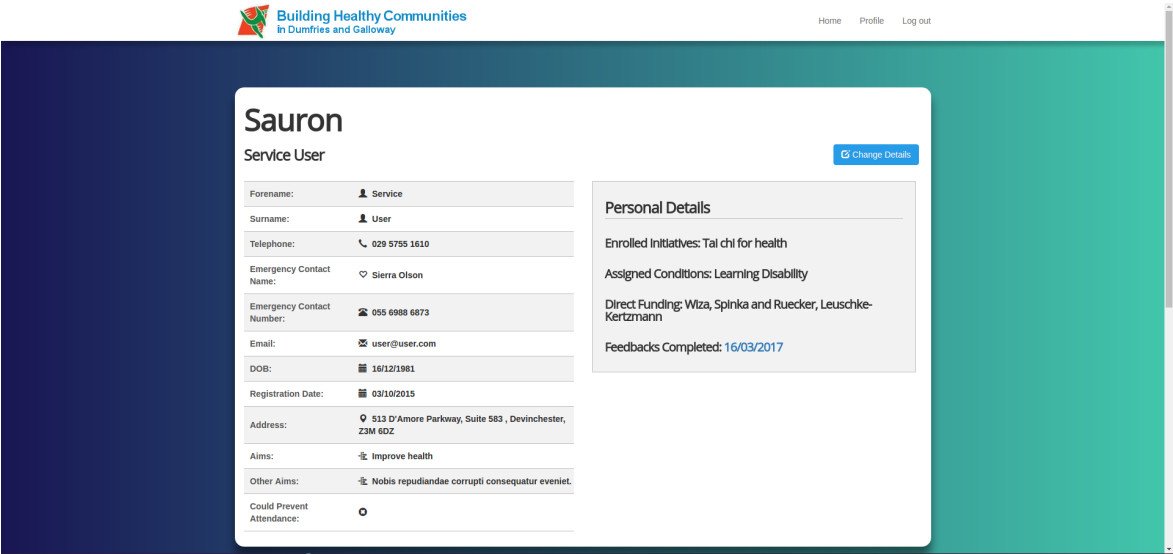 Building Healthy Communities
in Dumfries and Galloway
Home Profile Log out
Sauron
Service User
Change Details
Forename: Service
Surname: User
Telephone: 029 5755 1610
Emergency Contact
Name:
Sierra Olson
Emergency Contact
Number:
055 6988 6873
Email: user@user.com
DOB: 16/12/1981
Registration Date: 03/10/2015
Address:
513 D'Amore Parkway, Suite 583 , Devinchester,
Z3M 6DZ
Aims: Improve health
Other Aims: Nobis repudiandae corrupti consequatur eveniet.
Could Prevent
Attendance:
Personal Details
Enrolled Initiatives: Tai chi for health
Assigned Conditions: Learning Disability
Direct Funding: Wiza, Spinka and Ruecker, Leuschke-
Kertzmann
Feedbacks Completed: 16/03/2017